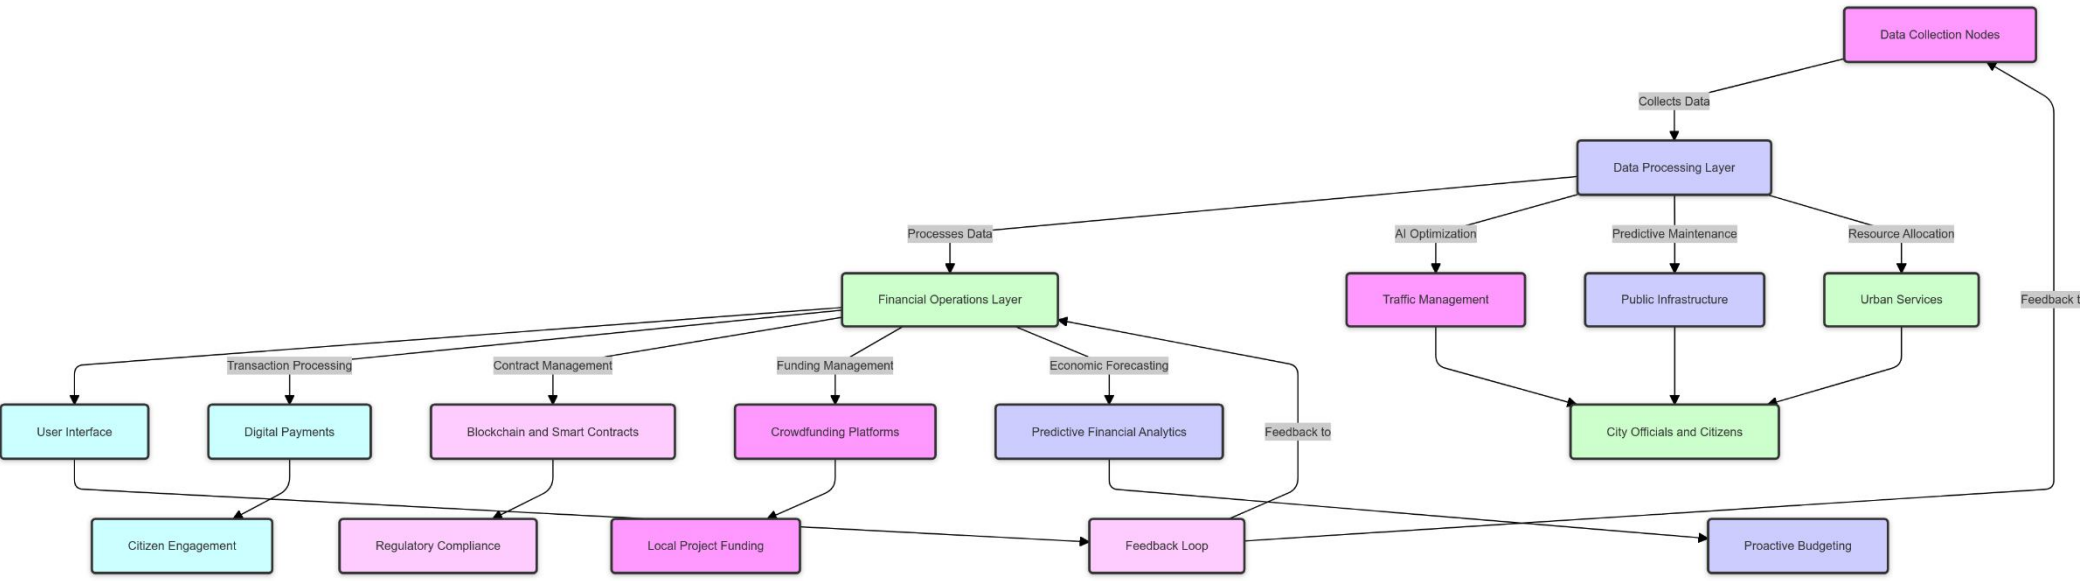 Data Collection Nodes
Collects Data
Data Processing Layer
Processes Data
AI Optimization
Predictive Maintenance
Resource Allocation
Financial Operations Layer
Traffic Management
Public Infrastructure
Urban Services
Feedback t
Transaction Processing
Contract Management
Funding Management
Economic Forecasting
User Interface
Digital Payments
Blockchain and Smart Contracts
Crowdfunding Platforms
Predictive Financial Analytics
Feedback to
City Officials and Citizens
Citizen Engagement
Regulatory Compliance
Local Project Funding
Feedback Loop
Proactive Budgeting